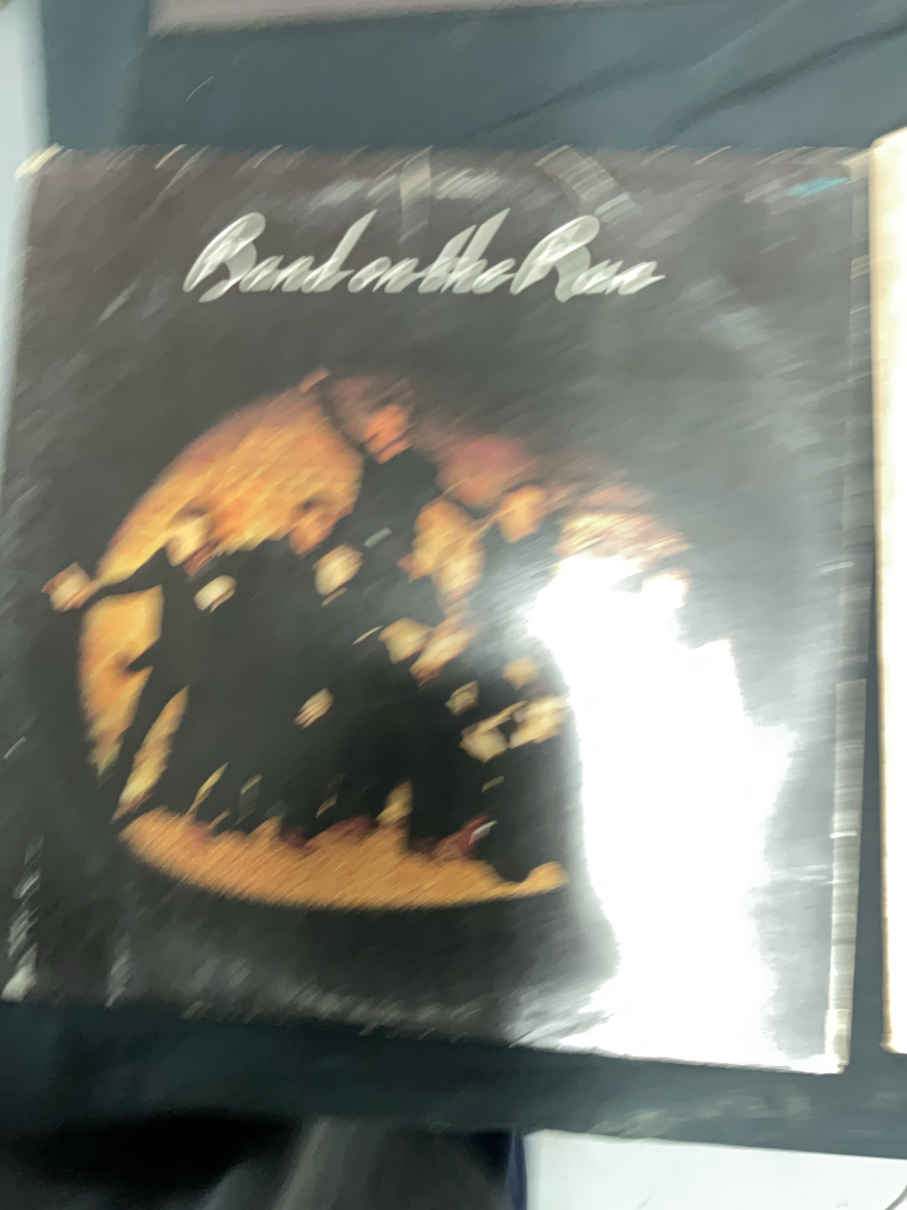 Band on the Run